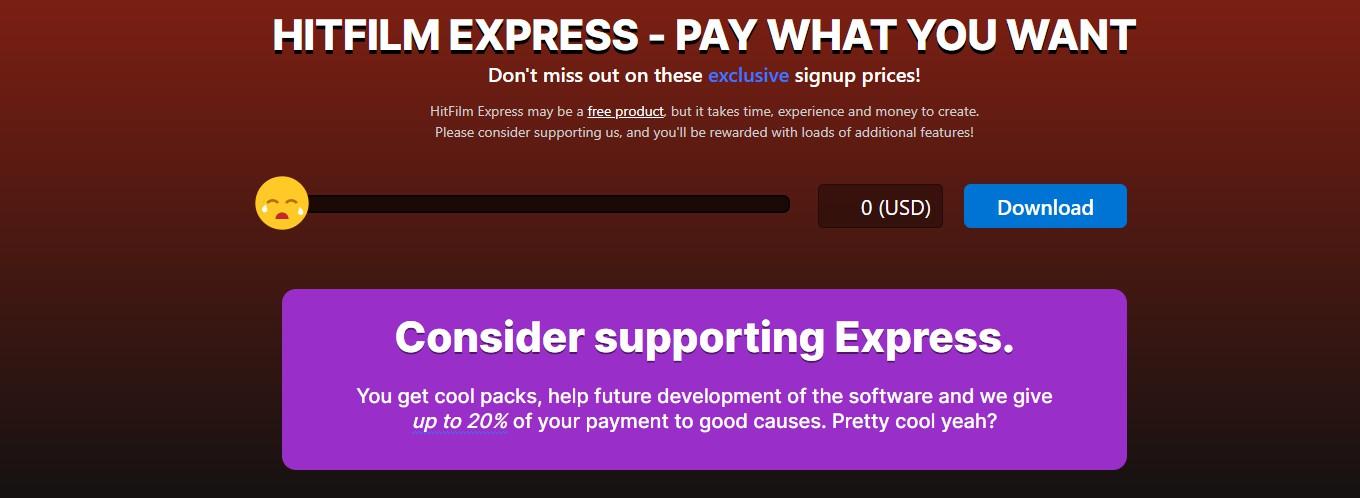 HITFILM EXPRESS - PAY WHAT YOU WANT
Don't miss out on these exclusive signup prices!
HitFilm Express may be a free product, but it takes time, experience and money to create.
Please consider supporting us, and you'll be rewarded with loads of additional features!
0 (USD)
Download
Consider supporting Express.
You get cool packs, help future development of the software and we give
up to 20% of your payment to good causes. Pretty cool yeah?